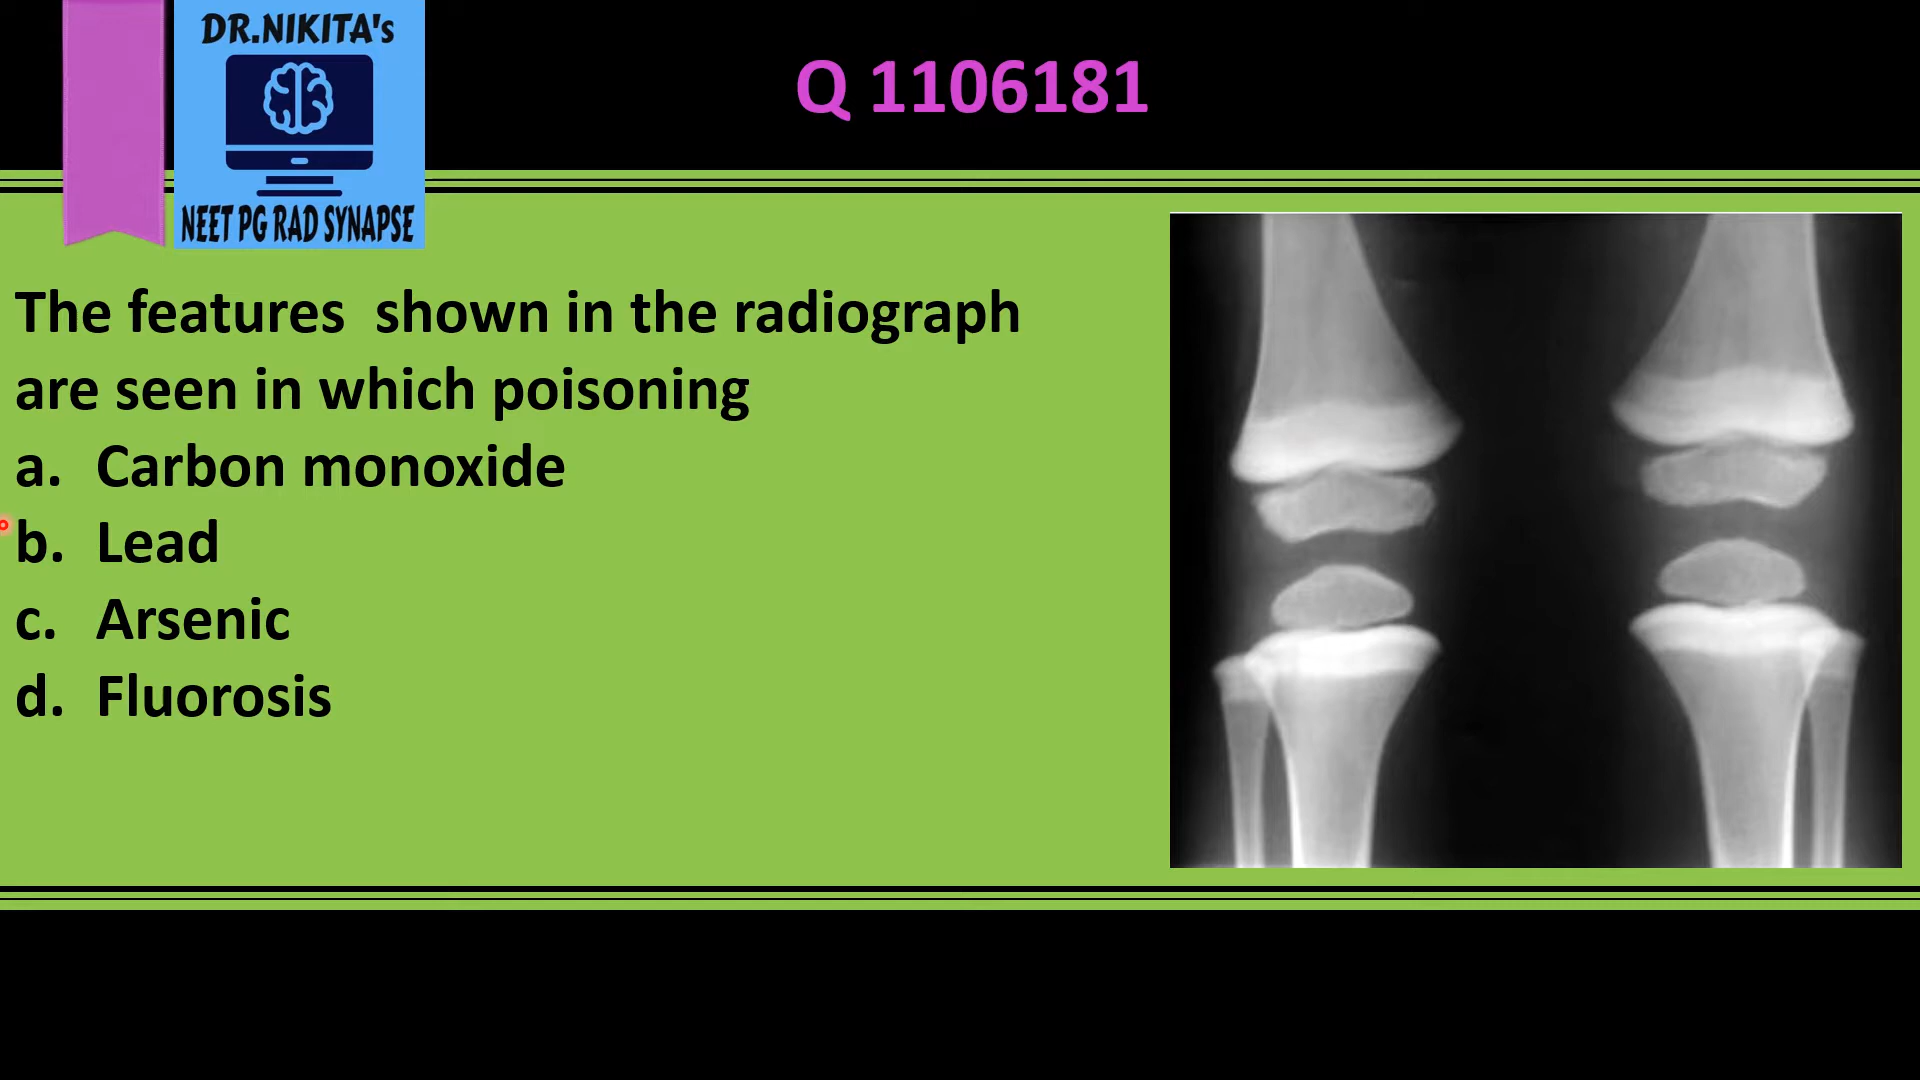 DR.NIKITA's
NEET PG RAD SYNAPSE
Q 1106181
The features shown in the radiograph
are seen in which poisoning
a. Carbon monoxide
b. Lead
c. Arsenic
d. Fluorosis